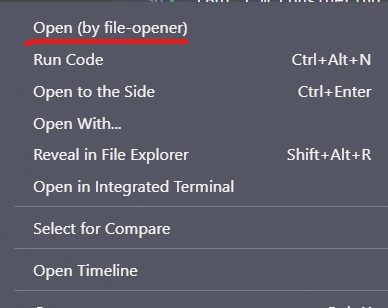 Open (by file-opener)
Run Code Ctrl+Alt+N
Open to the Side Ctrl+Enter
Open With...
Reveal in File Explorer Shift+Alt+R
Open in Integrated Terminal
Select for Compare
Open Timeline